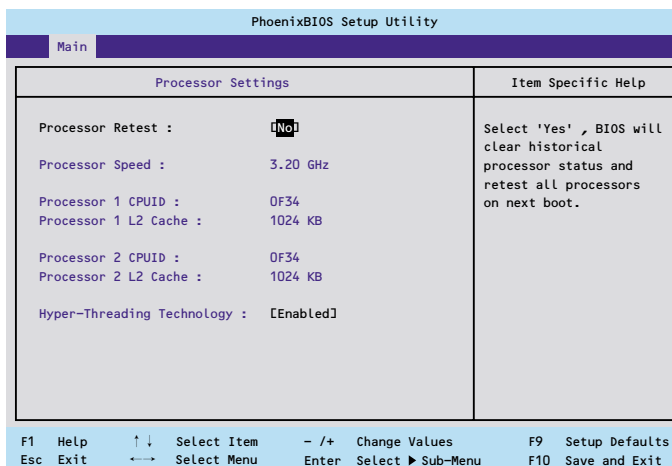 PhoenixBIOS Setup Utility
Main
Processor Settings
Item Specific Help
Processor Retest : [No]
Processor Speed : 3.20 GHz
Processor 1 CPUID : 0F34
Processor 1 L2 Cache : 1024 KB
Processor 2 CPUID : 0F34
Processor 2 L2 Cache : 1024 KB
Hyper-Threading Technology : [Enabled]
Select 'Yes' , BIOS will
clear historical
processor status and
retest all processors
on next boot.
F1 Help ↑↓ Select Item - /+ Change Values F9 Setup Defaults
Esc Exit ←→ Select Menu Enter Select ▶ Sub-Menu F10 Save and Exit